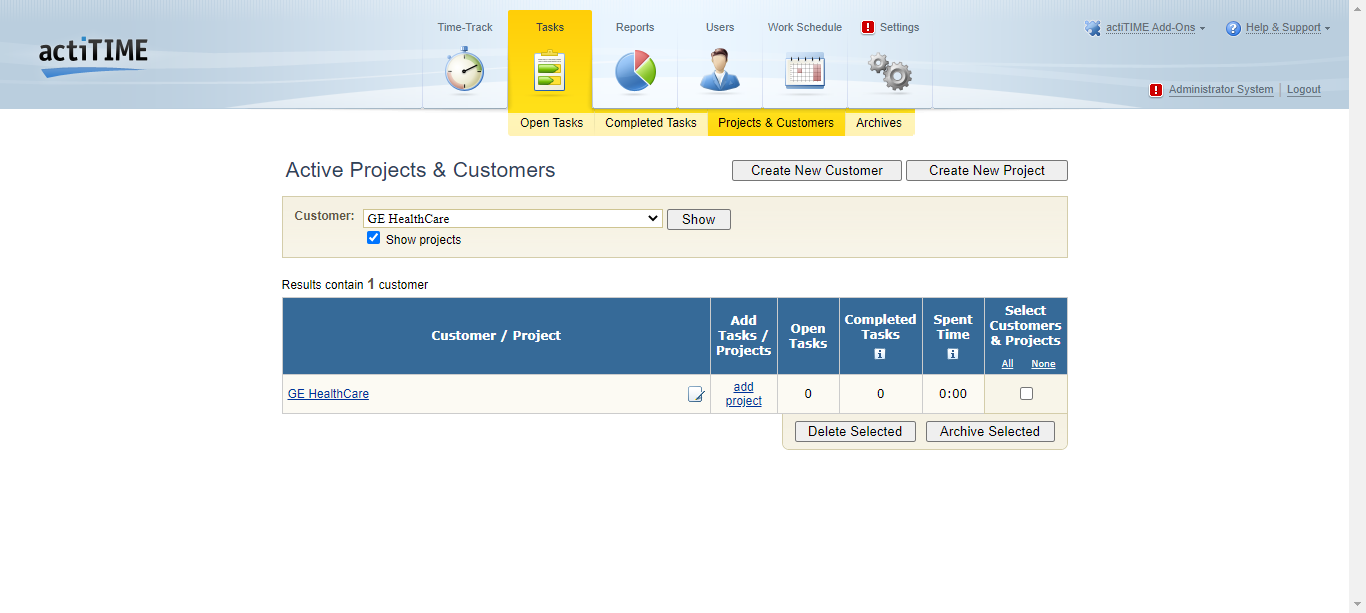 actiTIME
Time-Track
Tasks
Reports
Users
Work Schedule
! Settings
actiTIME Add-Ons
? Help & Support
! Administrator System
Logout
Open Tasks
Completed Tasks
Projects & Customers
Archives
Active Projects & Customers
Create New Customer
Create New Project
Customer:
GE HealthCare
Show
Show projects
Results contain 1 customer
Customer / Project
Add
Tasks /
Projects
Open
Tasks
Completed
Tasks
i
Spent
Time
i
Select
Customers
& Projects
All None
GE HealthCare
add
project
0
0
0:00
Delete Selected
Archive Selected